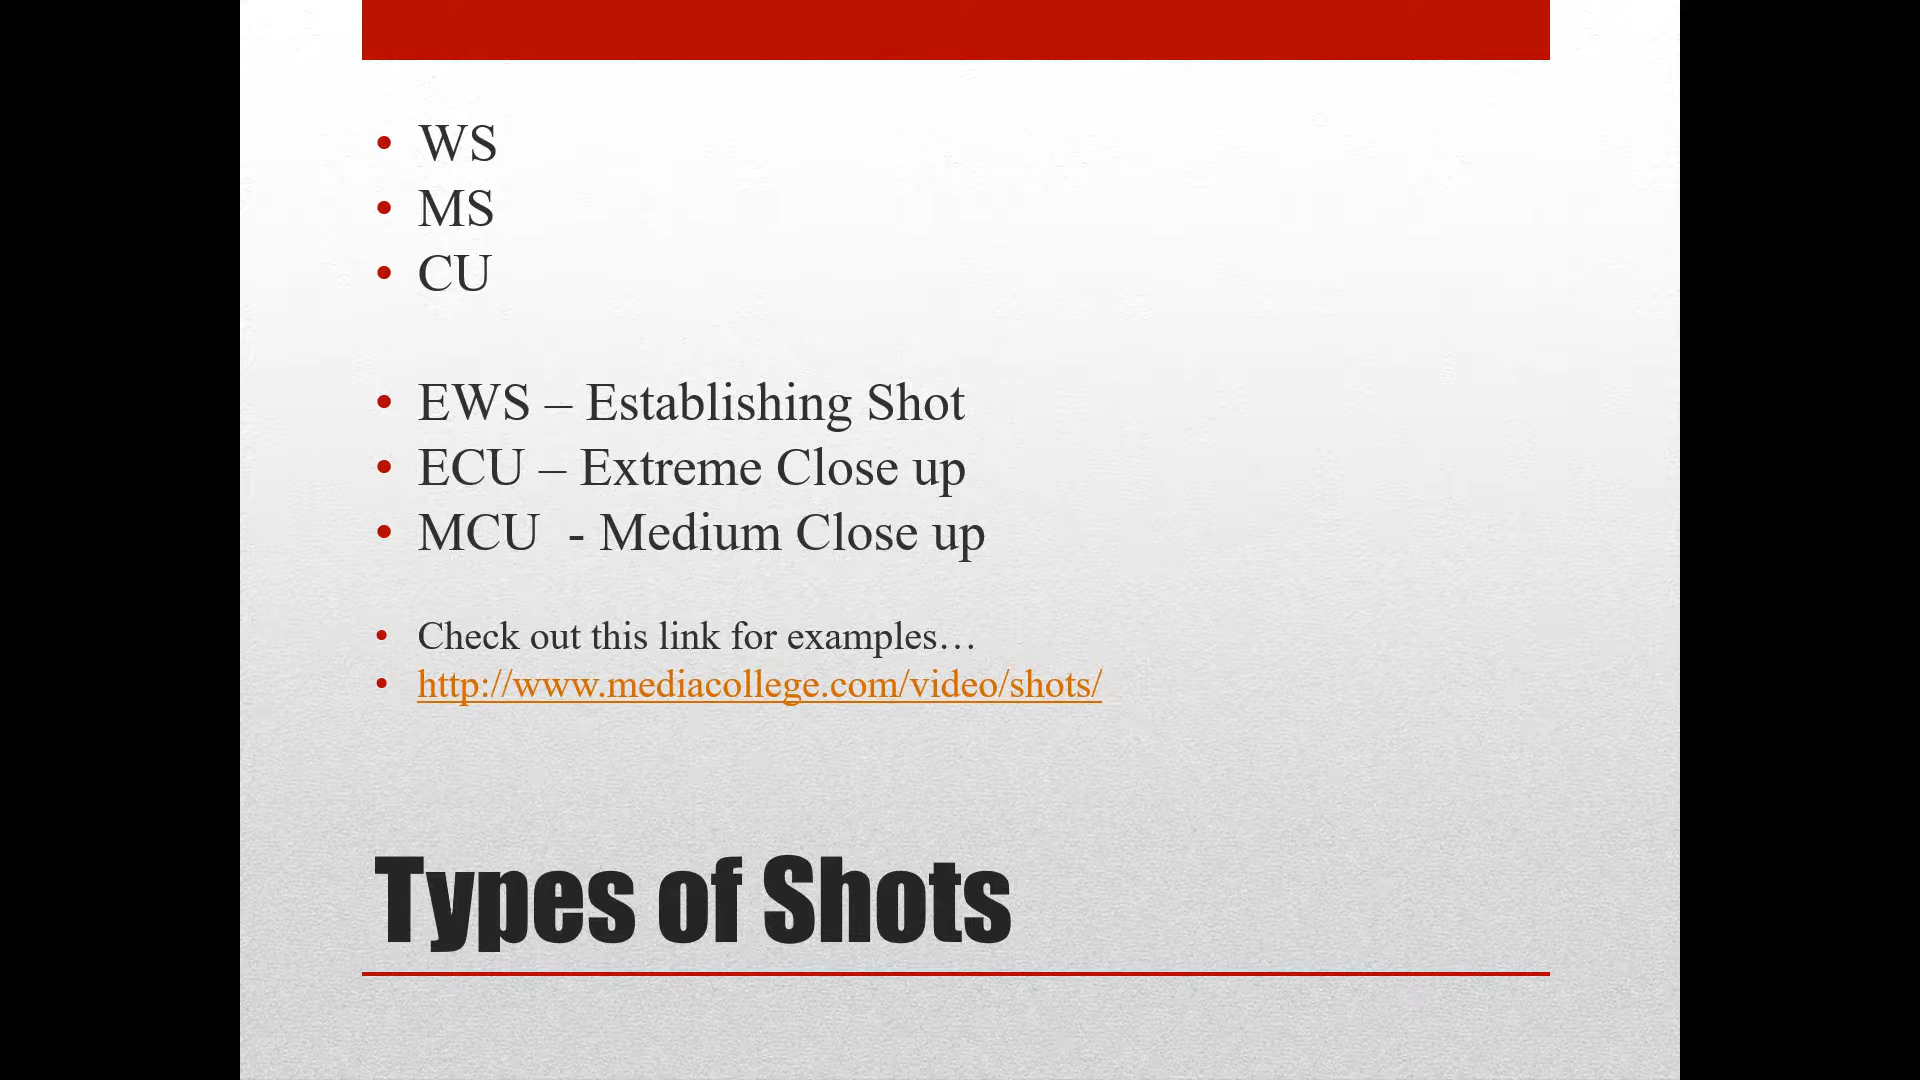 • WS
• MS
• CU
• EWS – Establishing Shot
• ECU – Extreme Close up
• MCU  - Medium Close up
• Check out this link for examples…
• http://www.mediacollege.com/video/shots/
Types of Shots